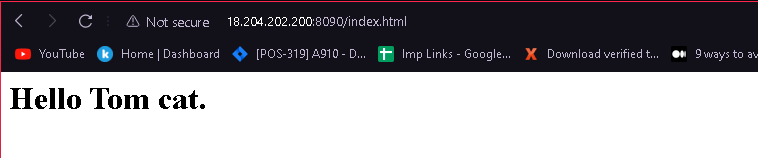 Not secure 18.204.202.200:8090/index.html
YouTube Home | Dashboard [POS-319] A910 - D... Imp Links - Google... Download verified t... 9 ways to av
Hello Tom cat.